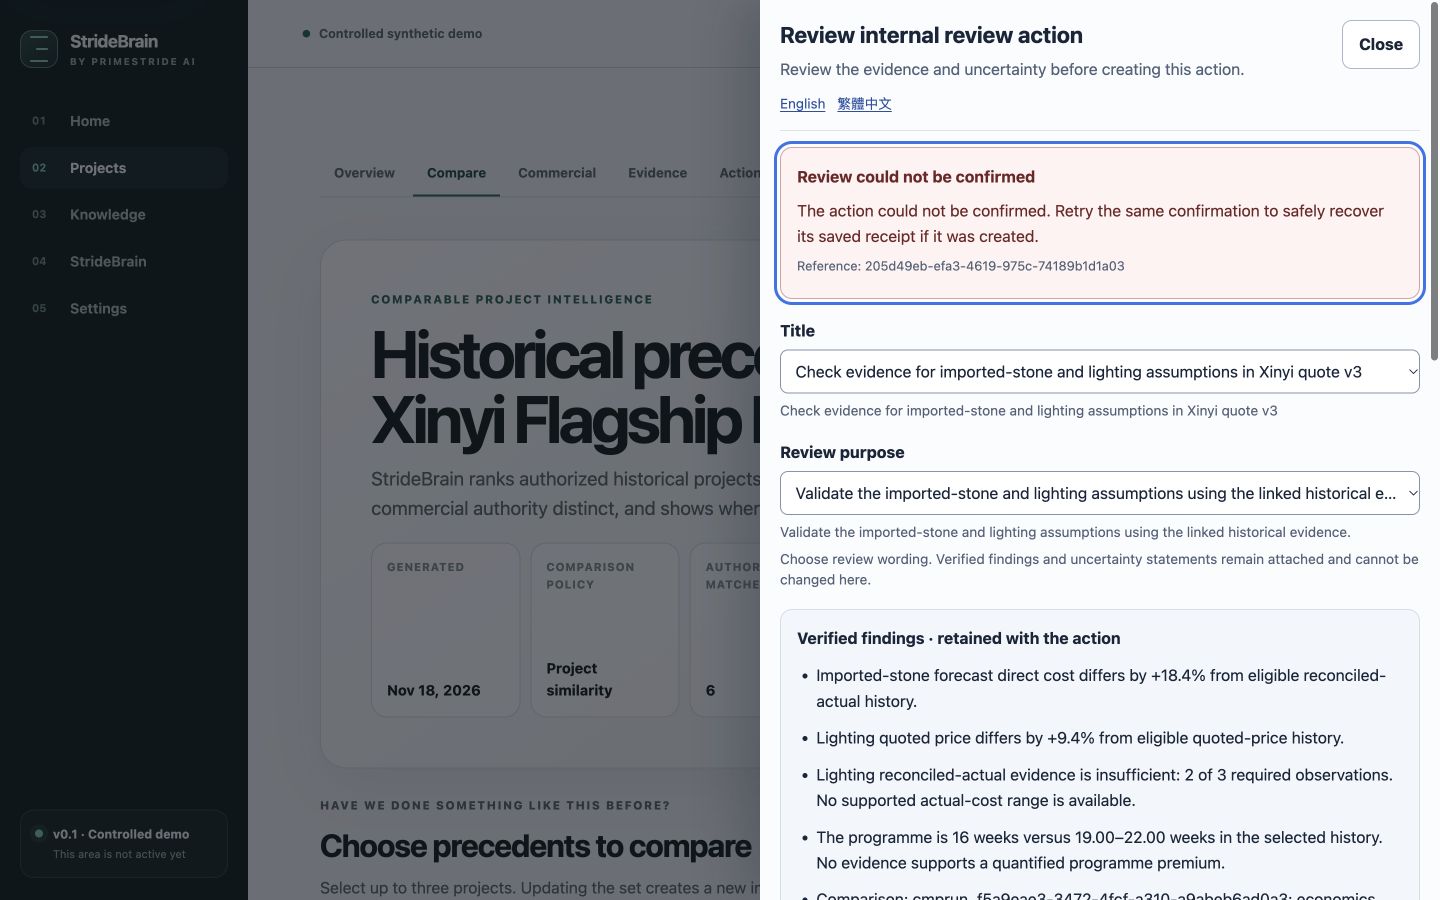 StrideBrain
BY PRIMESTRIDE AI
01 Home
02 Projects
03 Knowledge
04 StrideBrain
05 Settings
v0.1 · Controlled demo
This area is not active yet
Controlled synthetic demo
Overview Compare Commercial Evidence Action
COMPARABLE PROJECT INTELLIGENCE
Historical prec
Xinyi Flagship
StrideBrain ranks authorized historical projects
commercial authority distinct, and shows wher
GENERATED
Nov 18, 2026
COMPARISON
POLICY
Project
similarity
AUTHOR
MATCHE
6
HAVE WE DONE SOMETHING LIKE THIS BEFORE?
Choose precedents to compare
Select up to three projects. Updating the set creates a new in
Review internal review action
Close
Review the evidence and uncertainty before creating this action.
English 繁體中文
Review could not be confirmed
The action could not be confirmed. Retry the same confirmation to safely recover
its saved receipt if it was created.
Reference: 205d49eb-efa3-4619-975c-74189b1d1a03
Title
Check evidence for imported-stone and lighting assumptions in Xinyi quote v3
Check evidence for imported-stone and lighting assumptions in Xinyi quote v3
Review purpose
Validate the imported-stone and lighting assumptions using the linked historical e...
Validate the imported-stone and lighting assumptions using the linked historical evidence.
Choose review wording. Verified findings and uncertainty statements remain attached and cannot be
changed here.
Verified findings · retained with the action
• Imported-stone forecast direct cost differs by +18.4% from eligible reconciled-
actual history.
• Lighting quoted price differs by +9.4% from eligible quoted-price history.
• Lighting reconciled-actual evidence is insufficient: 2 of 3 required observations.
No supported actual-cost range is available.
• The programme is 16 weeks versus 19.00–22.00 weeks in the selected history.
No evidence supports a quantified programme premium.
• Comparison: cmprun_f5a9eae3-3472-4fcf-a310-a9abeb6ad0a3; economics